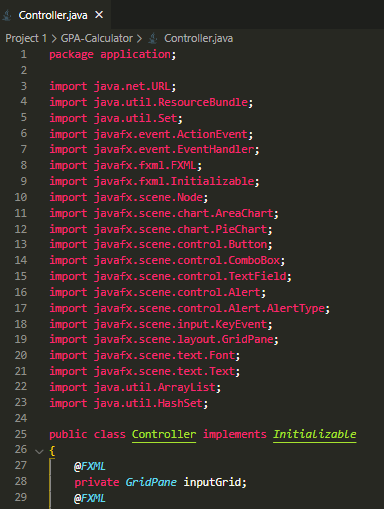 Controller.java ×
Project 1 > GPA-Calculator > Controller.java
1 package application;
2
3 import java.net.URL;
4 import java.util.ResourceBundle;
5 import java.util.Set;
6 import javafx.event.ActionEvent;
7 import javafx.event.EventHandler;
8 import javafx.fxml.FXML;
9 import javafx.fxml.Initializable;
10 import javafx.scene.Node;
11 import javafx.scene.chart.AreaChart;
12 import javafx.scene.chart.PieChart;
13 import javafx.scene.control.Button;
14 import javafx.scene.control.ComboBox;
15 import javafx.scene.control.TextField;
16 import javafx.scene.control.Alert;
17 import javafx.scene.control.Alert.AlertType;
18 import javafx.scene.input.KeyEvent;
19 import javafx.scene.layout.GridPane;
20 import javafx.scene.text.Font;
21 import javafx.scene.text.Text;
22 import java.util.ArrayList;
23 import java.util.HashSet;
24
25 public class Controller implements Initializable
26 {
27 @FXML
28 private GridPane inputGrid;
29 @FXML